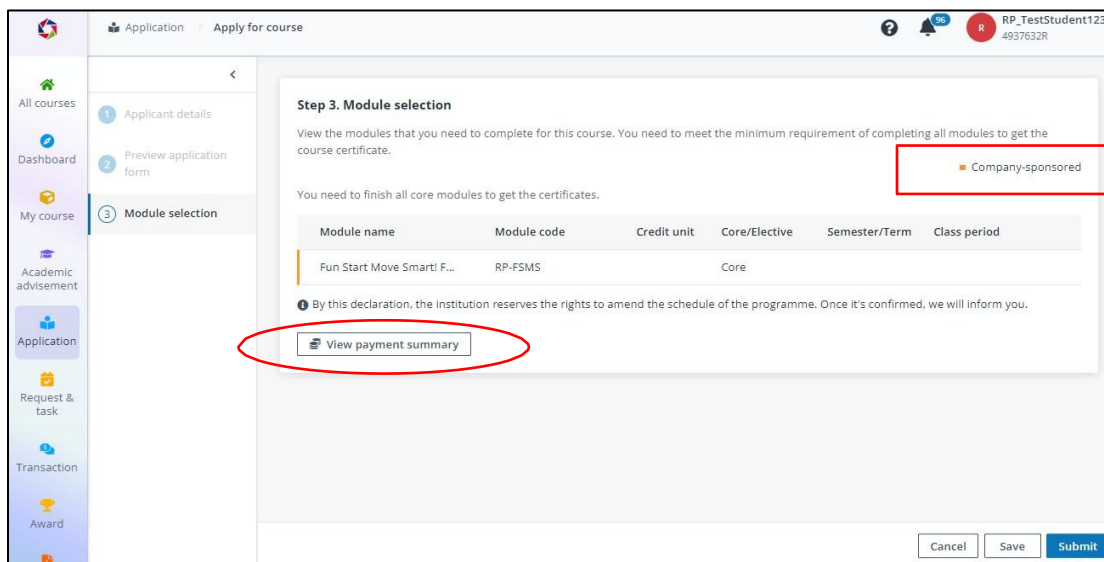 Application / Apply for course
96
R
RP_TestStudent123
4937632R
All courses
Dashboard
My course
Academic
advisement
Application
Request &
task
Transaction
Award
1 Applicant details
2 Preview application
form
3 Module selection
Step 3. Module selection
View the modules that you need to complete for this course. You need to meet the minimum requirement of completing all modules to get the
course certificate.
Company-sponsored
You need to finish all core modules to get the certificates.
Module name Module code Credit unit Core/Elective Semester/Term Class period
Fun Start Move Smart! F... RP-FSMS Core
By this declaration, the institution reserves the rights to amend the schedule of the programme. Once it's confirmed, we will inform you.
View payment summary
Cancel Save Submit